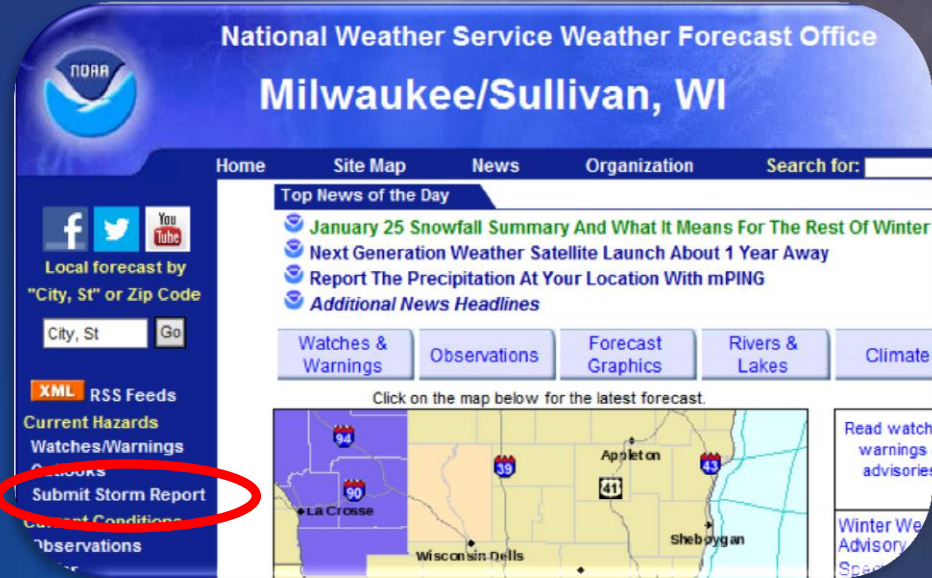 NOAA
National Weather Service Weather Forecast Office
Milwaukee/Sullivan, WI
Home Site Map News Organization Search for:
Top News of the Day
January 25 Snowfall Summary And What It Means For The Rest Of Winter
Next Generation Weather Satellite Launch About 1 Year Away
Report The Precipitation At Your Location With mPING
Additional News Headlines
f
You
Tube
Local forecast by
"City, St" or Zip Code
City, St Go
XML RSS Feeds
Current Hazards
Watches/Warnings
Outlooks
Submit Storm Report
Current Conditions
Observations
Watches &
Warnings
Observations
Forecast
Graphics
Rivers &
Lakes
Climate
Click on the map below for the latest forecast.
94
39
Appleton
43
90
41
La Crosse
Sheboygan
Wisconsin Dells
Read watch
warnings
advisories
Winter We
Advisory